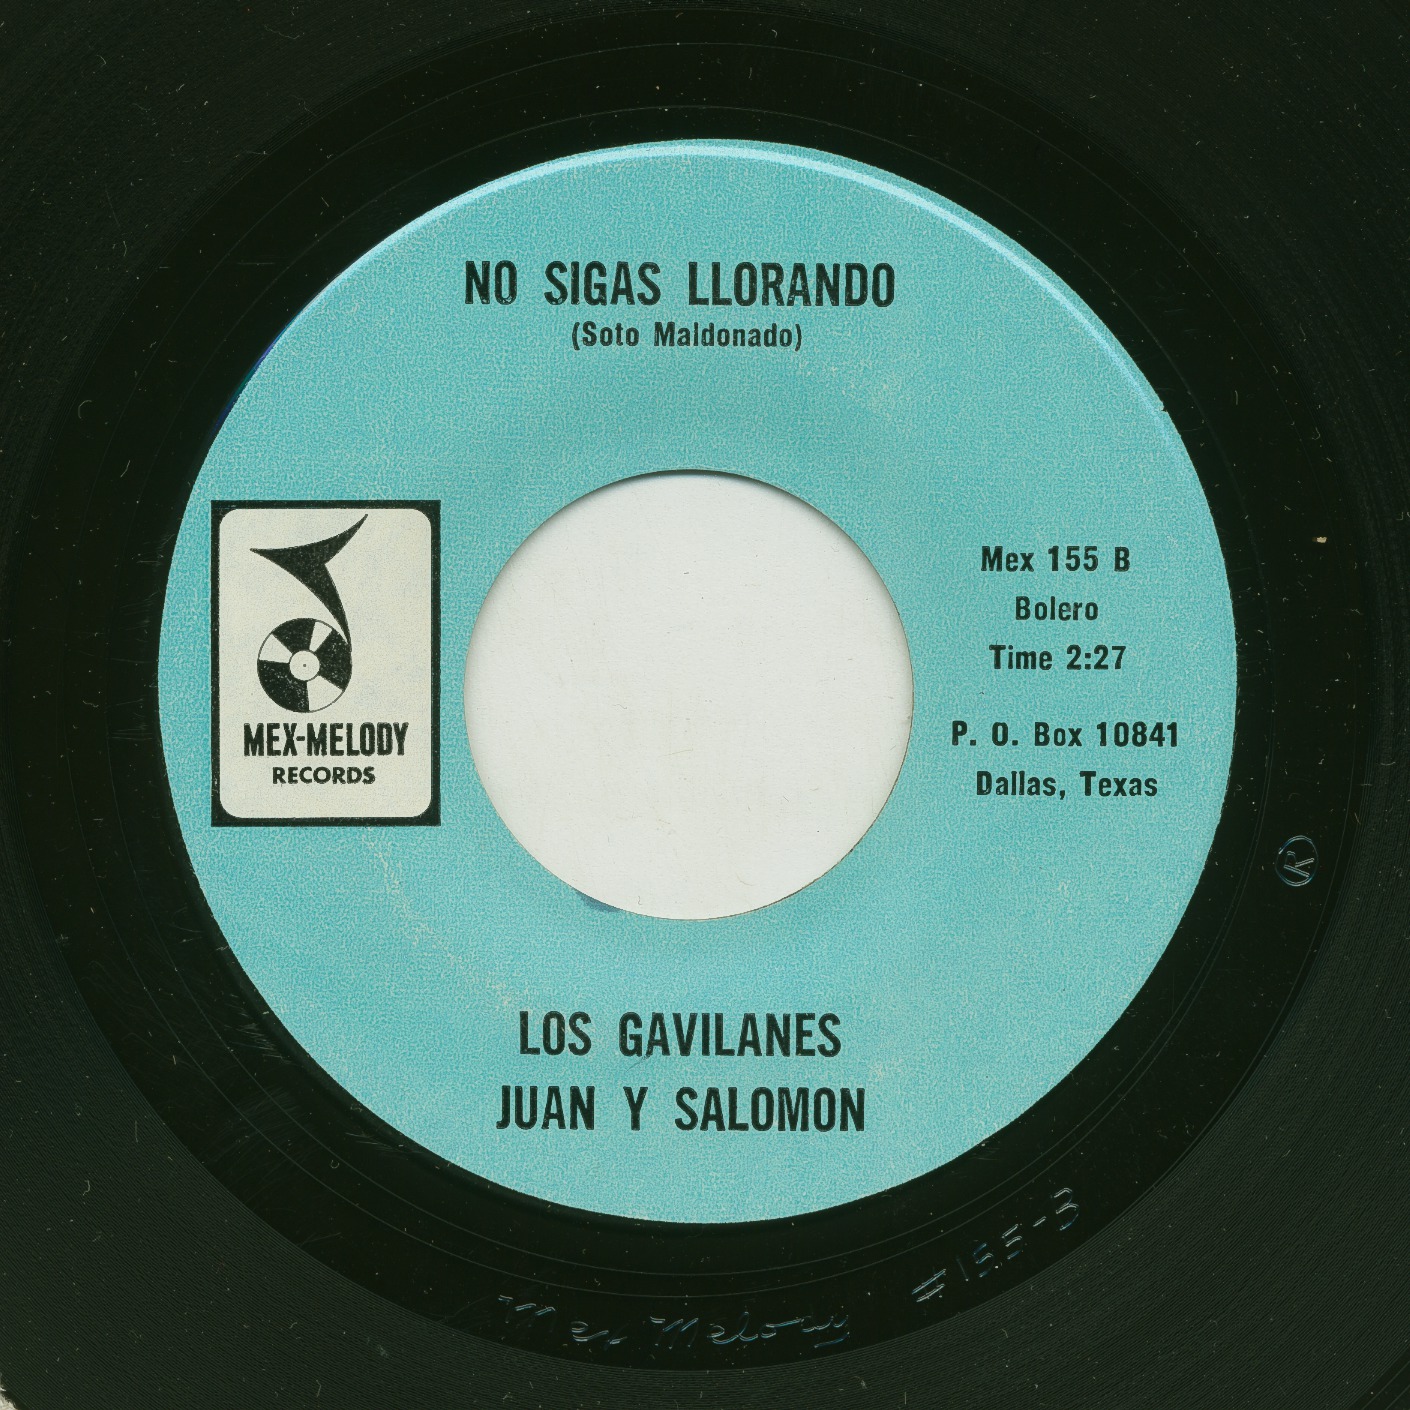 NO SIGAS LLORANDO
(Soto Maldonado)
MEX-MELODY
RECORDS
Mex 155 B
Bolero
Time 2:27
P. O. Box 10841
Dallas, Texas
LOS GAVILANES
JUAN Y SALOMON
Mex Melody #155-3
Ⓡ